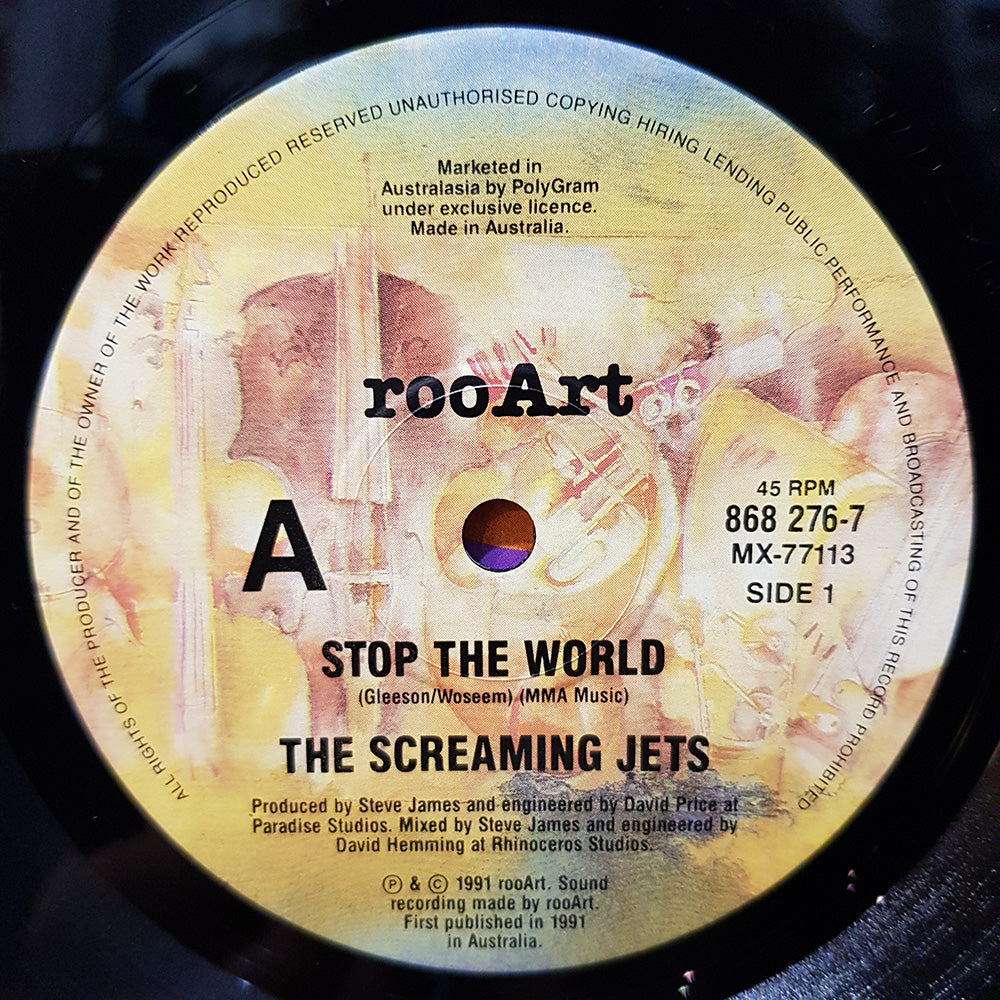 ALL RIGHTS OF THE PRODUCER AND OF THE OWNER OF THE WORK REPRODUCED RESERVED UNAUTHORISED COPYING HIRING LENDING PUBLIC PERFORMANCE AND BROADCASTING OF THIS RECORD PROHIBITED
Marketed in
Australasia by PolyGram
under exclusive licence.
Made in Australia.
rooArt
A
45 RPM
868 276-7
MX-77113
SIDE 1
STOP THE WORLD
(Gleeson/Woseem) (MMA Music)
THE SCREAMING JETS
Produced by Steve James and engineered by David Price at
Paradise Studios. Mixed by Steve James and engineered by
David Hemming at Rhinoceros Studios.
℗ & © 1991 rooArt. Sound
recording made by rooArt.
First published in 1991
in Australia.